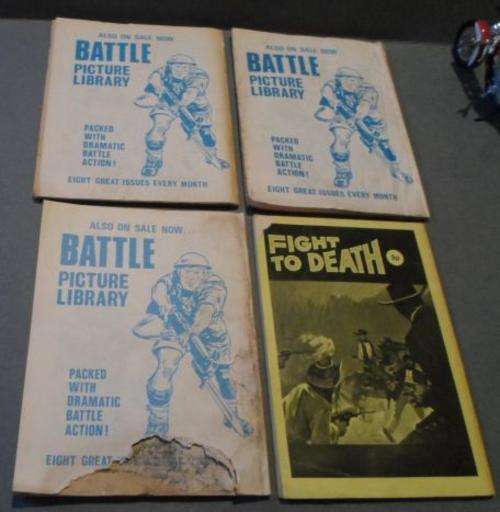 ALSO ON SALE NOW
BATTLE
PICTURE
LIBRARY
PACKED
WITH
DRAMATIC
BATTLE
ACTION!
EIGHT GREAT ISSUES EVERY MONTH
ALSO ON SALE NOW
BATTLE
PICTURE
LIBRARY
PACKED
WITH
DRAMATIC
BATTLE
ACTION!
EIGHT GREAT ISSUES EVERY MONTH
ALSO ON SALE NOW...
BATTLE
PICTURE
LIBRARY
PACKED
WITH
DRAMATIC
BATTLE
ACTION!
EIGHT GREAT
FIGHT
TO DEATH